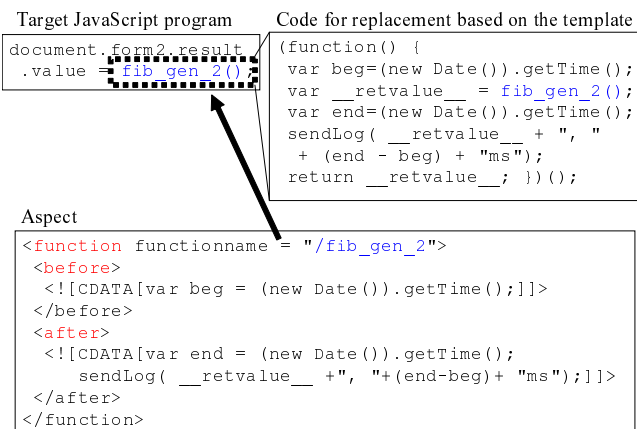 Target JavaScript program
document.form2.result
.value = fib_gen_2();
Code for replacement based on the template
(function() {
var beg=(new Date()).getTime();
var __retvalue__ = fib_gen_2();
var end=(new Date()).getTime();
sendLog( __retvalue__ + ", "
+ (end - beg) + "ms");
return __retvalue__; })();
Aspect
<function functionname = "/fib_gen_2">
<before>
<![CDATA[var beg = (new Date()).getTime();]]>
</before>
<after>
<![CDATA[var end = (new Date()).getTime();
sendLog( __retvalue__ +", "+(end-beg)+ "ms");]]>
</after>
</function>